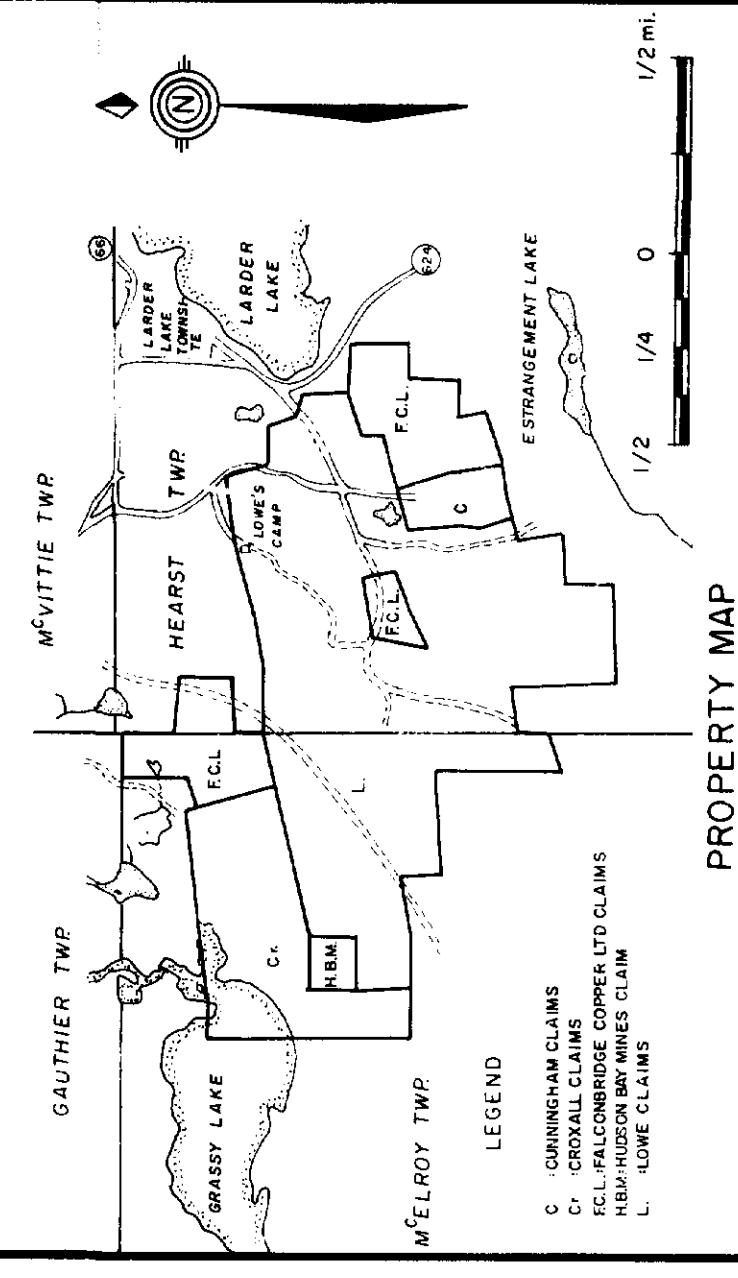 GAUTHIER TWP.
McVITTIE TWP.
66
LARDER
LAKE
TOWNSI-
TE
LARDER
LAKE
HEARST TWP.
624
N
GRASSY LAKE
F.C.L
LOWE'S
CAMP
Cr.
H.B.M.
L.
F.C.L.
F.C.L.
C
ESTRANGEMENT LAKE
McELROY TWP.
LEGEND
C :CUNNINGHAM CLAIMS
Cr :CROXALL CLAIMS
F.C.L.:FALCONBRIDGE COPPER LTD CLAIMS
H.B.M.:HUDSON BAY MINES CLAIM
L. :LOWE CLAIMS
1/2 1/4 0 1/2 mi.
PROPERTY MAP